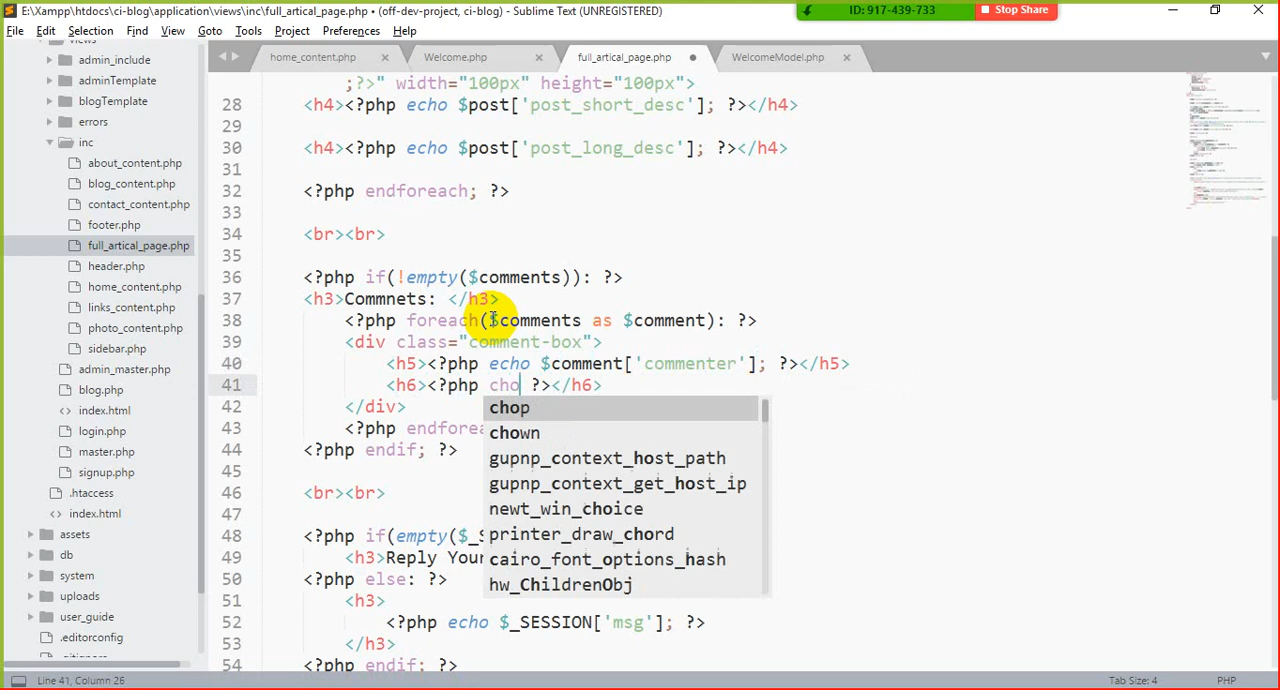 E:\Xampp\htdocs\ci-blog\application\views\inc\full_artical_page.php • (off-dev-project, ci-blog) - Sublime Text (UNREGISTERED)
ID: 917-439-733 Stop Share
File Edit Selection Find View Goto Tools Project Preferences Help
home_content.php Welcome.php full_artical_page.php WelcomeModel.php
views
admin_include
adminTemplate
blogTemplate
errors
inc
about_content.php
blog_content.php
contact_content.php
footer.php
full_artical_page.php
header.php
home_content.php
links_content.php
photo_content.php
sidebar.php
admin_master.php
blog.php
index.html
login.php
master.php
signup.php
.htaccess
index.html
assets
db
system
uploads
user_guide
.editorconfig
;?>" width="100px" height="100px">
28 <h4><?php echo $post['post_short_desc']; ?></h4>
29
30 <h4><?php echo $post['post_long_desc']; ?></h4>
31
32 <?php endforeach; ?>
33
34 <br><br>
35
36 <?php if(!empty($comments)): ?>
37 <h3>Commnets: </h3>
38 <?php foreach($comments as $comment): ?>
39 <div class="comment-box">
40 <h5><?php echo $comment['commenter']; ?></h5>
41 <h6><?php cho ?></h6>
42 </div>
43 <?php endforea
44 <?php endif; ?>
45
46 <br><br>
47
48 <?php if(empty($_S
49 <h3>Reply Your
50 <?php else: ?>
51 <h3>
52 <?php echo $_SESSION['msg']; ?>
53 </h3>
54 <?php endif; ?>
chop
chown
gupnp_context_host_path
gupnp_context_get_host_ip
newt_win_choice
printer_draw_chord
cairo_font_options_hash
hw_ChildrenObj
Line 41, Column 26 Tab Size: 4 PHP